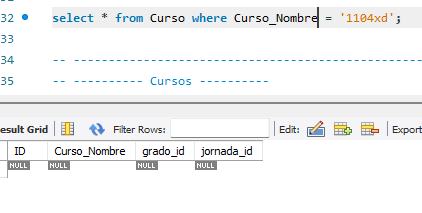 32 select * from Curso where Curso_Nombre = '1104xd';
33
34 -- ----------------------------------------------------
35 -- ---------- Cursos ----------
esult Grid Filter Rows: Edit: Export
ID Curso_Nombre grado_id jornada_id
NULL NULL NULL NULL